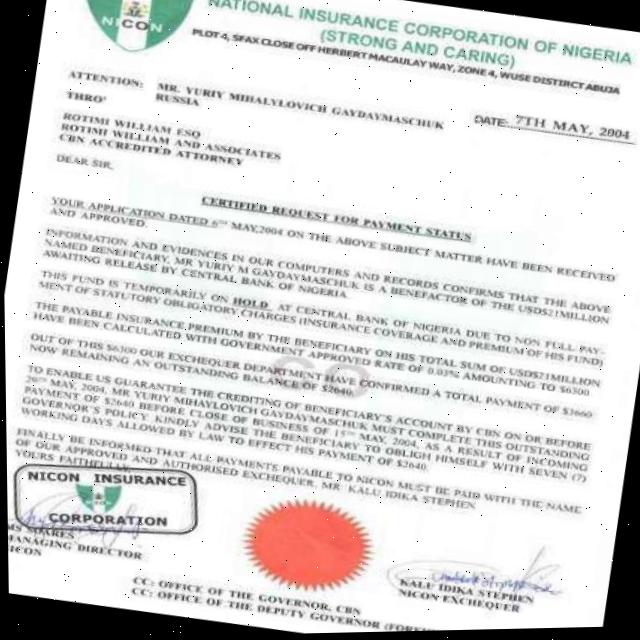 NICON
NATIONAL INSURANCE CORPORATION OF NIGERIA
(STRONG AND CARING)
PLOT 4, SFAX CLOSE OFF HERBERT MACAULAY WAY, ZONE 4, WUSE DISTIRCT ABUJA
ATTENTION: MR. YURIY MIHALYLOVICH GAYDAYMASCHUK
RUSSIA
DATE: 7TH MAY, 2004
THRO'
ROTIMI WILLIAM ESQ
ROTIMI WILLIAM AND ASSOCIATES
CBN ACCREDITED ATTORNEY
DEAR SIR,
CERTIFIED REQUEST FOR PAYMENT STATUS
YOUR APPLICATION DATED 6TH MAY,2004 ON THE ABOVE SUBJECT MATTER HAVE BEEN RECEIVED
AND APPROVED.
INFORMATION AND EVIDENCES IN OUR COMPUTERS AND RECORDS CONFIRMS THAT THE ABOVE
NAMED BENEFICIARY, MR YURIY M GAYDAYMASCHUK IS A BENEFACTOR OF THE USD$21MILLION
AWAITING RELEASE BY CENTRAL BANK OF NIGERIA.
THIS FUND IS TEMPORARILY ON HOLD AT CENTRAL BANK OF NIGERIA DUE TO NON FULL PAY-
MENT OF STATUTORY OBLIGATORY CHARGES (INSURANCE COVERAGE AND PREMIUM OF HIS FUND)
THE PAYABLE INSURANCE PREMIUM BY THE BENEFICIARY ON HIS TOTAL SUM OF USD$21MILLION
HAVE BEEN CALCULATED WITH GOVERNMENT APPROVED RATE OF 0.03% AMOUNTING TO $6300
OUT OF THIS $6300 OUR EXCHEQUER DEPARTMENT HAVE CONFIRMED A TOTAL PAYMENT OF $3660
NOW REMAINING AN OUTSTANDING BALANCE OF $2640.
TO ENABLE US GUARANTEE THE CREDITING OF BENEFICIARY'S ACCOUNT BY CBN ON OR BEFORE
20TH MAY, 2004, MR YURIY MIHAYLOVICH GAYDAYMASCHUK MUST COMPLETE THIS OUTSTANDING
PAYMENT OF $2640 BEFORE CLOSE OF BUSINESS OF 15TH MAY, 2004, AS A RESULT OF INCOMING
GOVERNOR'S POLICY KINDLY ADVISE THE BENEFICIARY TO OBLIGH HIMSELF WITH SEVEN (7)
WORKING DAYS ALLOWED BY LAW TO EFFECT HIS PAYMENT OF $2640.
FINALLY BE INFORMED THAT ALL PAYMENTS PAYABLE TO NICON MUST BE PAID WITH THE NAME
OF OUR APPROVED AND AUTHORISED EXCHEQUER, MR KALU IDIKA STEPHEN
YOURS FAITHFULLY
NICON INSURANCE
CORPORATION
MANAGING DIRECTOR
NICON
KALU IDIKA STEPHEN
NICON EXCHEQUER
CC: OFFICE OF THE GOVERNOR, CBN
CC: OFFICE OF THE DEPUTY GOVERNOR